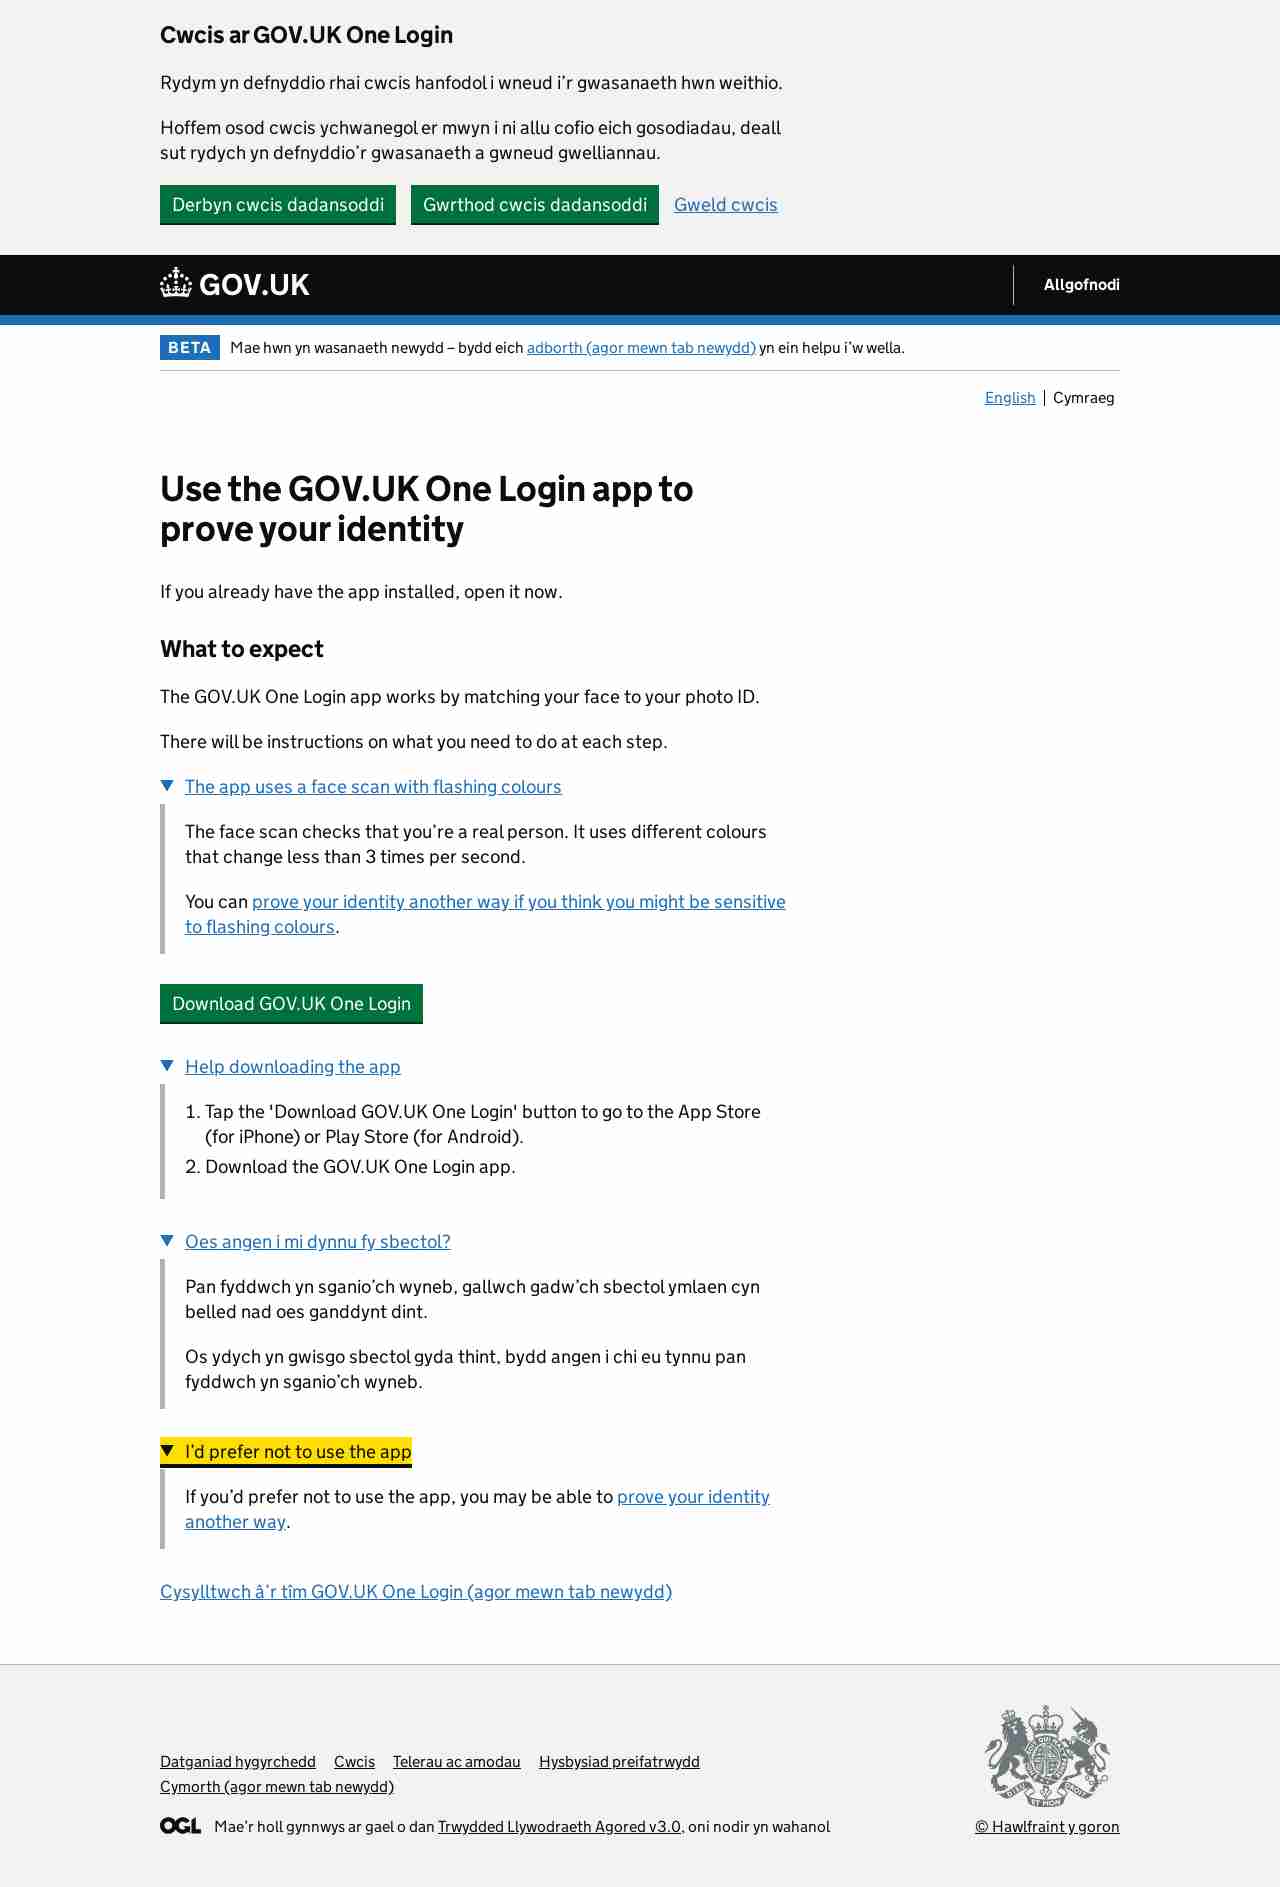 Cwcis ar GOV.UK One Login
Rydym yn defnyddio rhai cwcis hanfodol i wneud i’r gwasanaeth hwn weithio.
Hoffem osod cwcis ychwanegol er mwyn i ni allu cofio eich gosodiadau, deall
sut rydych yn defnyddio’r gwasanaeth a gwneud gwelliannau.
Derbyn cwcis dadansoddi Gwrthod cwcis dadansoddi Gweld cwcis
GOV.UK Allgofnodi
BETA Mae hwn yn wasanaeth newydd – bydd eich adborth (agor mewn tab newydd) yn ein helpu i’w wella.
English Cymraeg
Use the GOV.UK One Login app to
prove your identity
If you already have the app installed, open it now.
What to expect
The GOV.UK One Login app works by matching your face to your photo ID.
There will be instructions on what you need to do at each step.
The app uses a face scan with flashing colours
The face scan checks that you’re a real person. It uses different colours
that change less than 3 times per second.
You can prove your identity another way if you think you might be sensitive
to flashing colours.
Download GOV.UK One Login
Help downloading the app
1. Tap the 'Download GOV.UK One Login' button to go to the App Store
(for iPhone) or Play Store (for Android).
2. Download the GOV.UK One Login app.
Oes angen i mi dynnu fy sbectol?
Pan fyddwch yn sganio’ch wyneb, gallwch gadw’ch sbectol ymlaen cyn
belled nad oes ganddynt dint.
Os ydych yn gwisgo sbectol gyda thint, bydd angen i chi eu tynnu pan
fyddwch yn sganio’ch wyneb.
I’d prefer not to use the app
If you’d prefer not to use the app, you may be able to prove your identity
another way.
Cysylltwch â’r tîm GOV.UK One Login (agor mewn tab newydd)
Datganiad hygyrchedd Cwcis Telerau ac amodau Hysbysiad preifatrwydd
Cymorth (agor mewn tab newydd)
OGL Mae’r holl gynnwys ar gael o dan Trwydded Llywodraeth Agored v3.0, oni nodir yn wahanol
DIEU ET MON DROIT
© Hawlfraint y goron